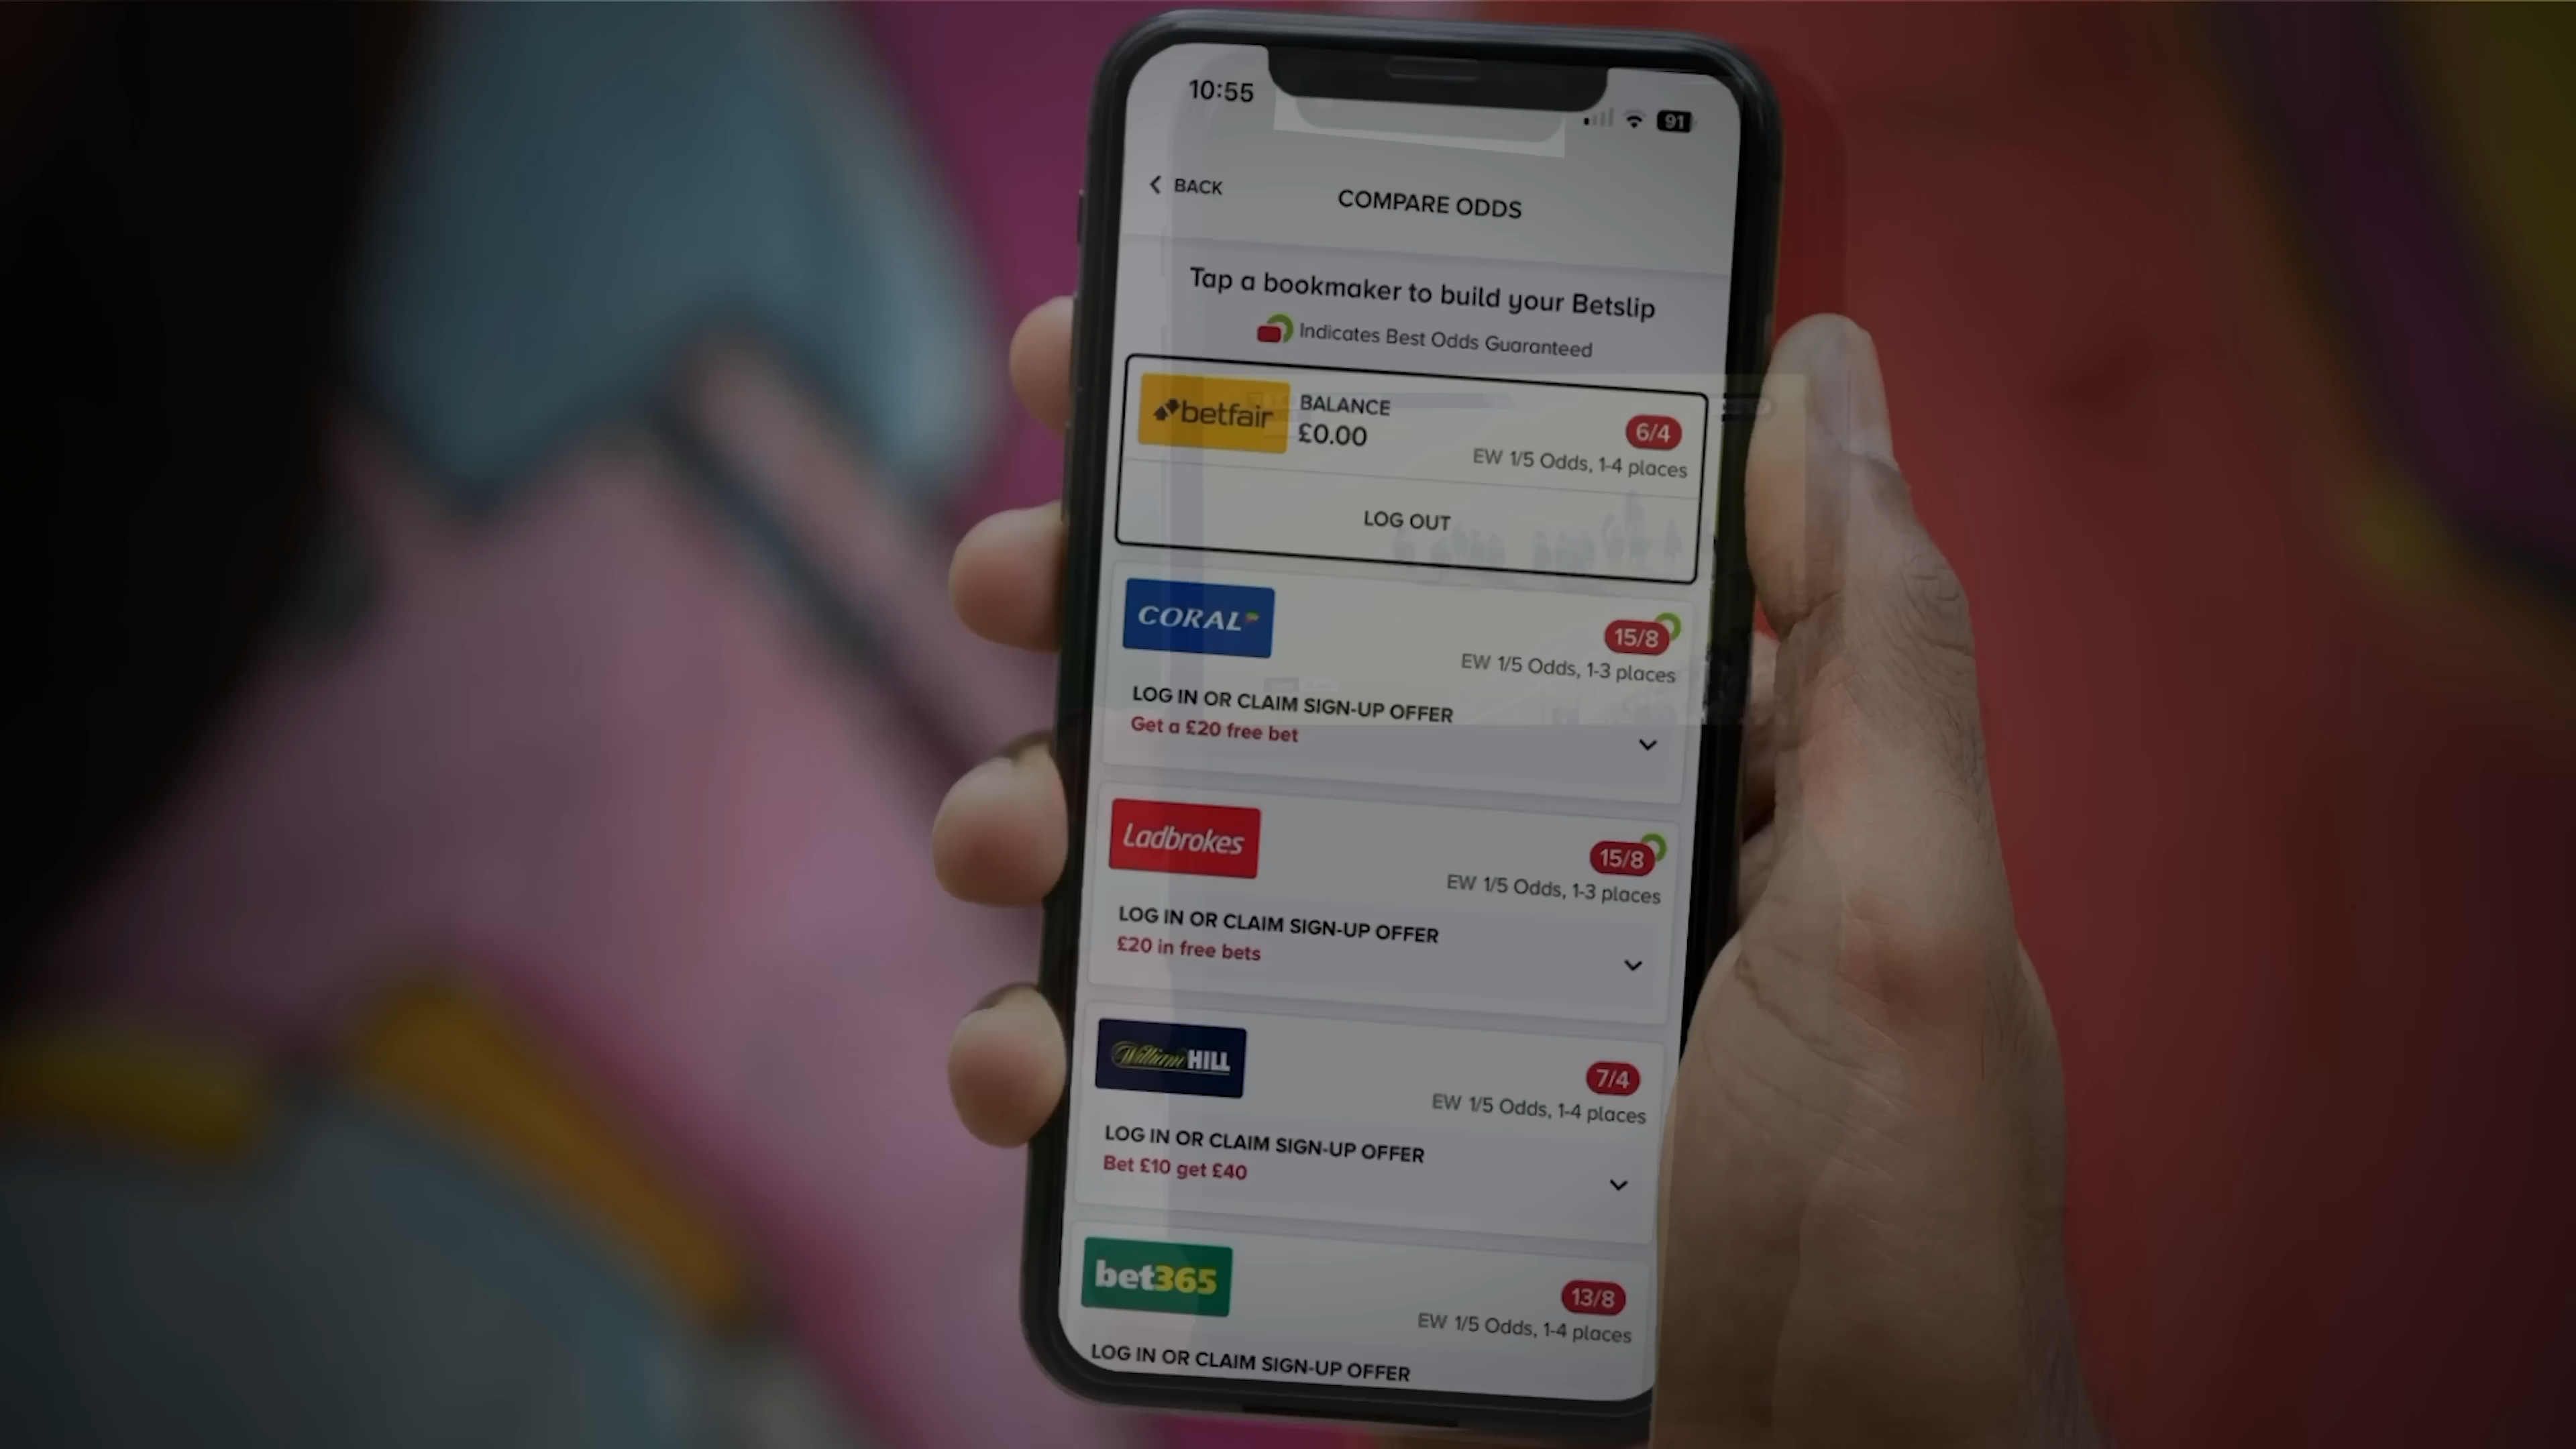 10:55
91
BACK
COMPARE ODDS
Tap a bookmaker to build your Betslip
Indicates Best Odds Guaranteed
betfair
BALANCE
£0.00
6/4
EW 1/5 Odds, 1-4 places
LOG OUT
CORAL
15/8
EW 1/5 Odds, 1-3 places
LOG IN OR CLAIM SIGN-UP OFFER
Get a £20 free bet
Ladbrokes
15/8
EW 1/5 Odds, 1-3 places
LOG IN OR CLAIM SIGN-UP OFFER
£20 in free bets
William HILL
7/4
EW 1/5 Odds, 1-4 places
LOG IN OR CLAIM SIGN-UP OFFER
Bet £10 get £40
bet365
13/8
EW 1/5 Odds, 1-4 places
LOG IN OR CLAIM SIGN-UP OFFER